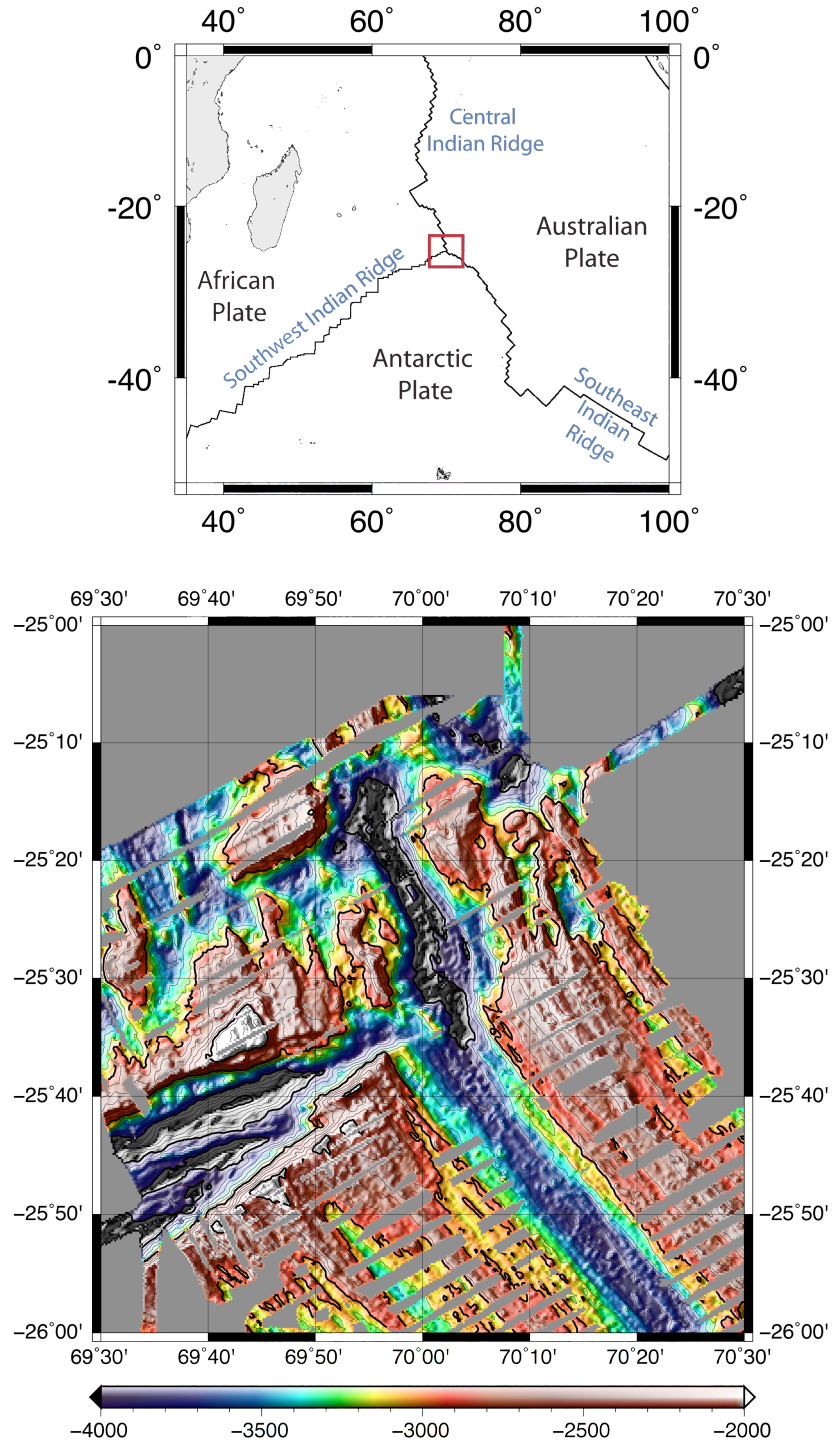 40° 60° 80° 100°
0° 0°
Central
Indian Ridge
−20° −20°
Australian
Plate
African
Plate
Southwest Indian Ridge
Antarctic
Plate
−40° −40°
Southeast
Indian
Ridge
40° 60° 80° 100°
69°30' 69°40' 69°50' 70°00' 70°10' 70°20' 70°30'
−25°00' −25°00'
−25°10' −25°10'
−25°20' −25°20'
−25°30' −25°30'
−25°40' −25°40'
−25°50' −25°50'
−26°00' −26°00'
69°30' 69°40' 69°50' 70°00' 70°10' 70°20' 70°30'
−4000 −3500 −3000 −2500 −2000